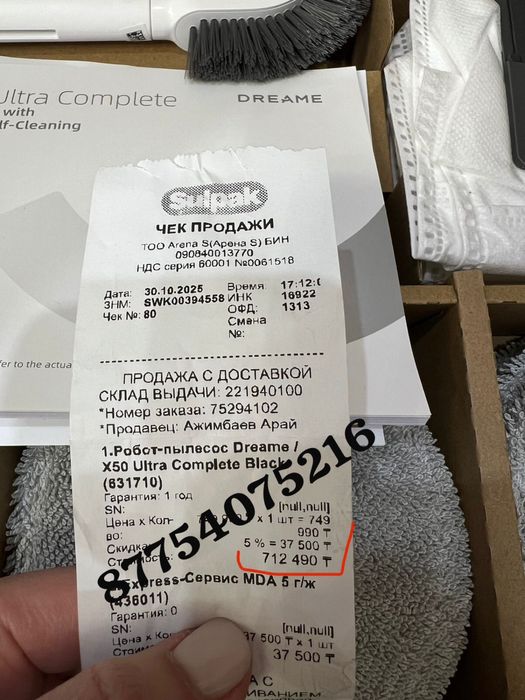 Ultra Complete
with
lf-Cleaning
DREAME
fer to the actua
Sulpak
ЧЕК ПРОДАЖИ
ТОО Arena S(Арена S) БИН
090840013770
НДС серия 60001 №0061518
Дата: 30.10.2025 Время: 17:12:0
ЗНМ: SWK00394558 ИНК 16922
Чек №: 80 ОФД: 1313
Смена
№:
ПРОДАЖА С ДОСТАВКОЙ
СКЛАД ВЫДАЧИ: 221940100
*Номер заказа: 75294102
*Продавец: Ажимбаев Арай
1.Робот-пылесос Dreame /
X50 Ultra Complete Black
(631710)
Гарантия: 1 год
SN: [null,null]
Цена x Кол- x 1 шт = 749
во: 990 ₸
Скидка 5 % = 37 500 ₸
712 490 ₸
87754075216
Express-Сервис MDA 5 г/ж
(436011)
Гарантия: 0
SN: [null,null]
Цена x Ко 37 500 ₸ x 1 шт
Стоим 37 500 ₸